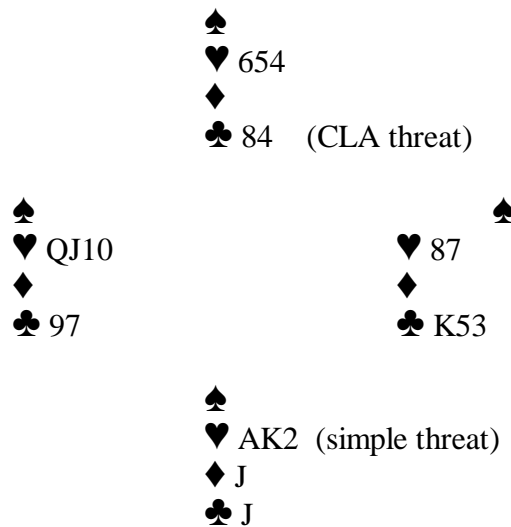 ♠
♥ 654
♦
♣ 84 (CLA threat)
♠ ♠
♥ QJ10 ♥ 87
♦ ♦
♣ 97 ♣ K53
♠
♥ AK2 (simple threat)
♦ J
♣ J